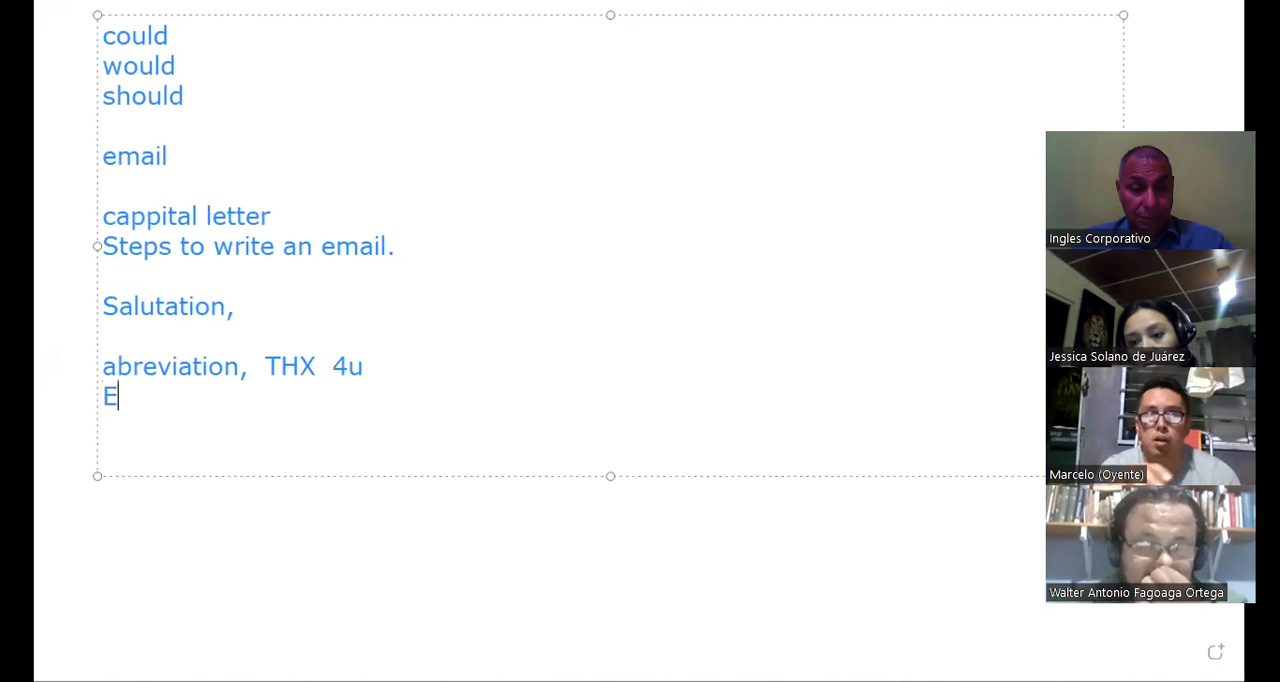 could
would
should
email
cappital letter
Steps to write an email.
Salutation,
abreviation,  THX  4u
E
Ingles Corporativo
Jessica Solano de Juárez
Marcelo (Oyente)
Walter Antonio Fagoaga Ortega